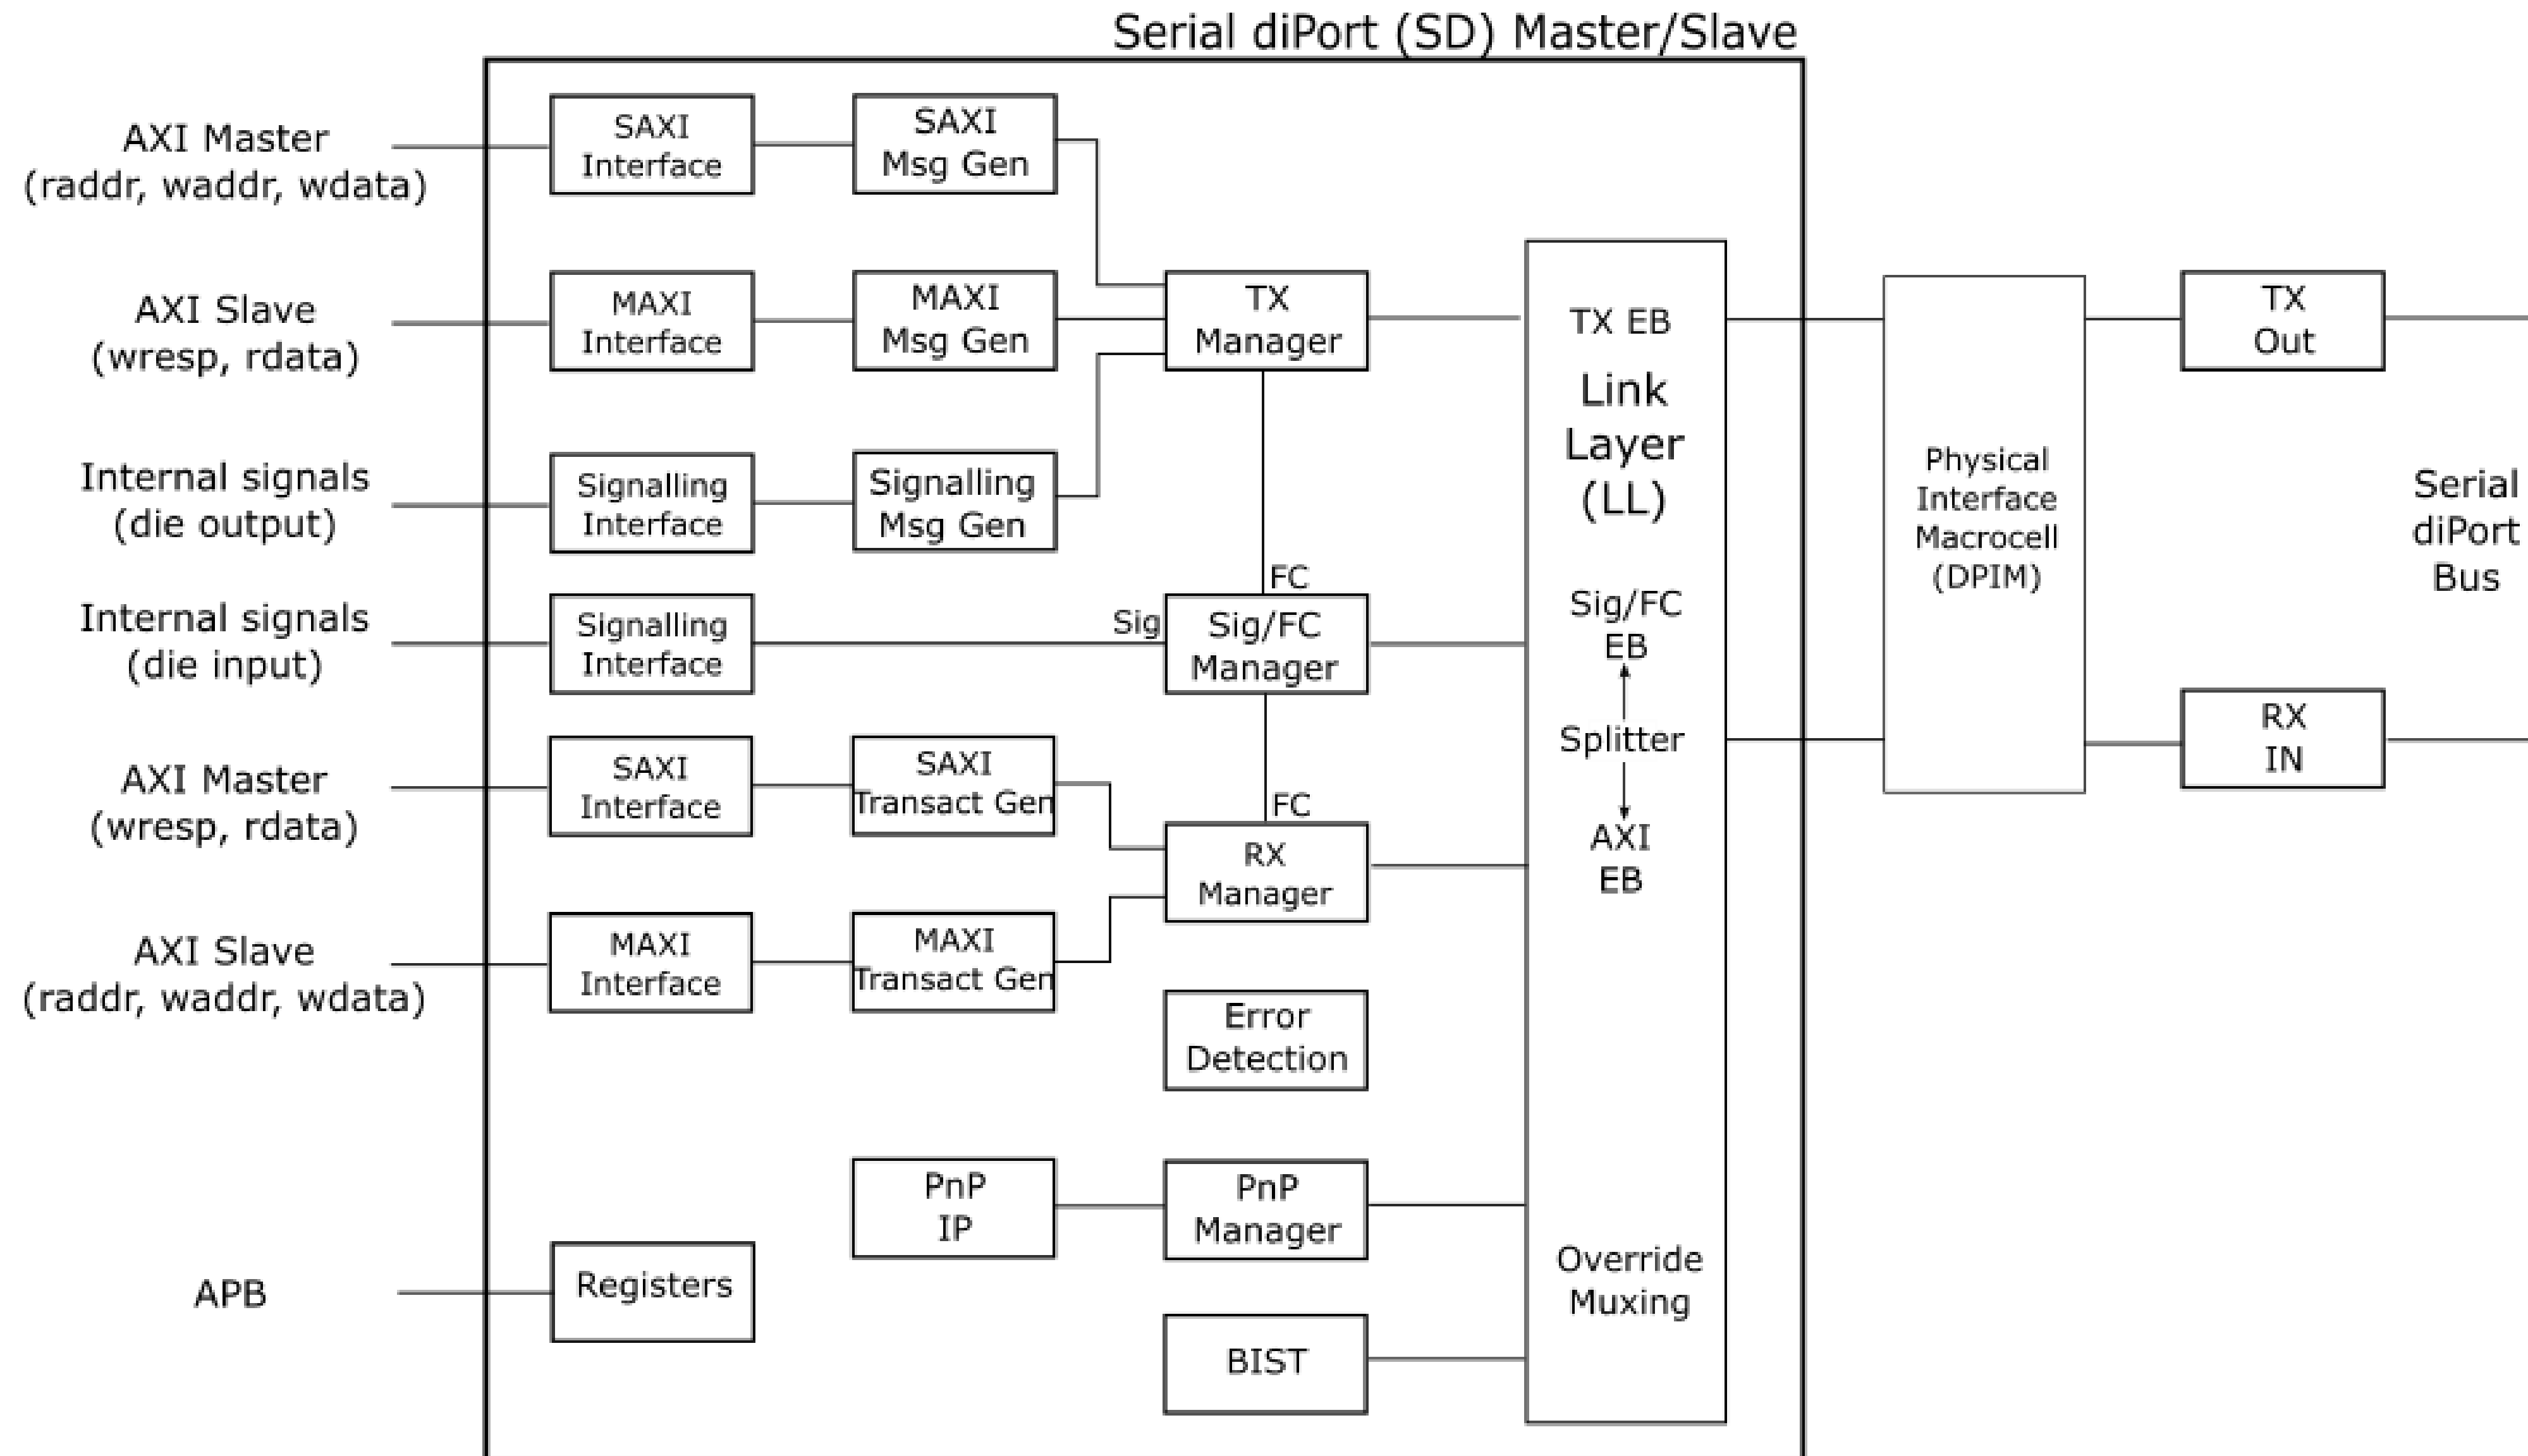 Serial diPort (SD) Master/Slave
AXI Master
(raddr, waddr, wdata)
SAXI
Interface
SAXI
Msg Gen
AXI Slave
(wresp, rdata)
MAXI
Interface
MAXI
Msg Gen
TX
Manager
TX EB
Link
Layer
(LL)
TX
Out
Internal signals
(die output)
Signalling
Interface
Signalling
Msg Gen
Physical
Interface
Macrocell
(DPIM)
Serial
diPort
Bus
FC
Internal signals
(die input)
Signalling
Interface
Sig
Sig/FC
Manager
Sig/FC
EB
Splitter
AXI
EB
RX
IN
AXI Master
(wresp, rdata)
SAXI
Interface
SAXI
Transact Gen
FC
RX
Manager
AXI Slave
(raddr, waddr, wdata)
MAXI
Interface
MAXI
Transact Gen
Error
Detection
PnP
IP
PnP
Manager
Override
Muxing
APB
Registers
BIST